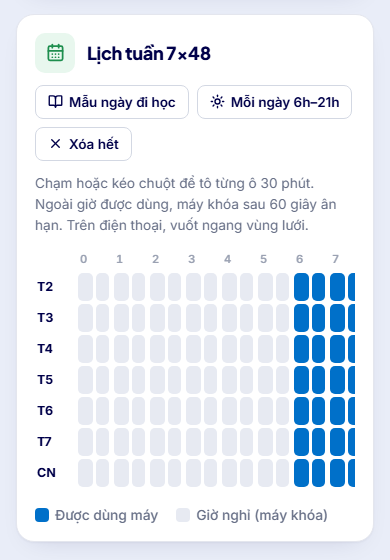 Lịch tuần 7×48
Mẫu ngày đi học
Mỗi ngày 6h–21h
Xóa hết
Chạm hoặc kéo chuột để tô từng ô 30 phút.
Ngoài giờ được dùng, máy khóa sau 60 giây ân
hạn. Trên điện thoại, vuốt ngang vùng lưới.
0 1 2 3 4 5 6 7
T2
T3
T4
T5
T6
T7
CN
Được dùng máy
Giờ nghỉ (máy khóa)